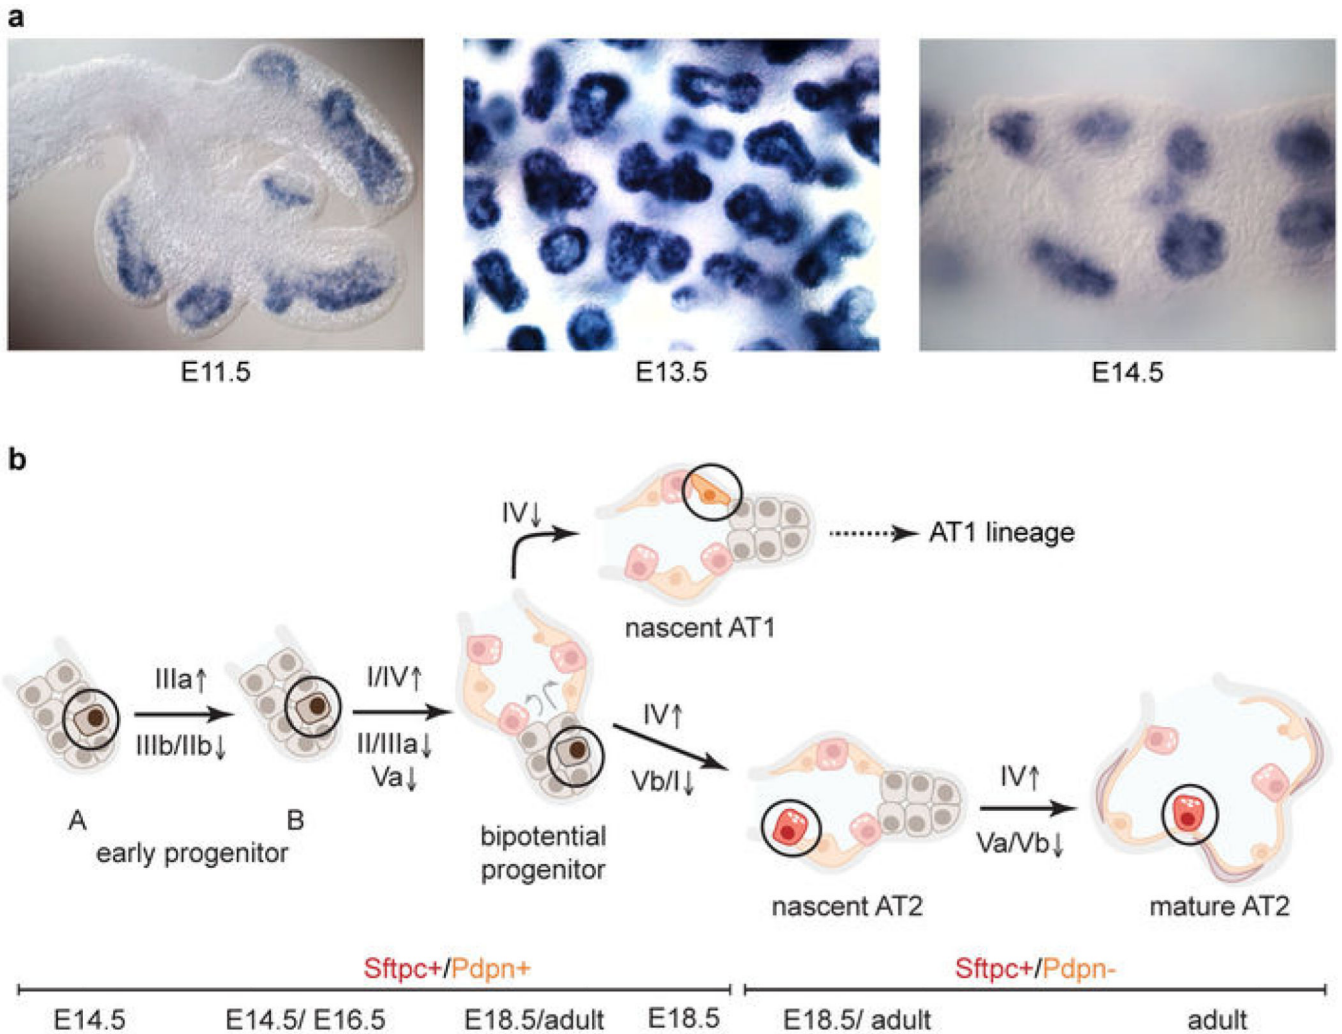 a
E11.5
E13.5
E14.5
b
IV↓
AT1 lineage
nascent AT1
IIIa↑
IIIb/IIb↓
I/IV↑
II/IIIa↓
Va↓
IV↑
Vb/I↓
IV↑
Va/Vb↓
A
B
early progenitor
bipotential
progenitor
nascent AT2
mature AT2
Sftpc+/Pdpn+
Sftpc+/Pdpn-
E14.5
E14.5/ E16.5
E18.5/adult
E18.5
E18.5/ adult
adult